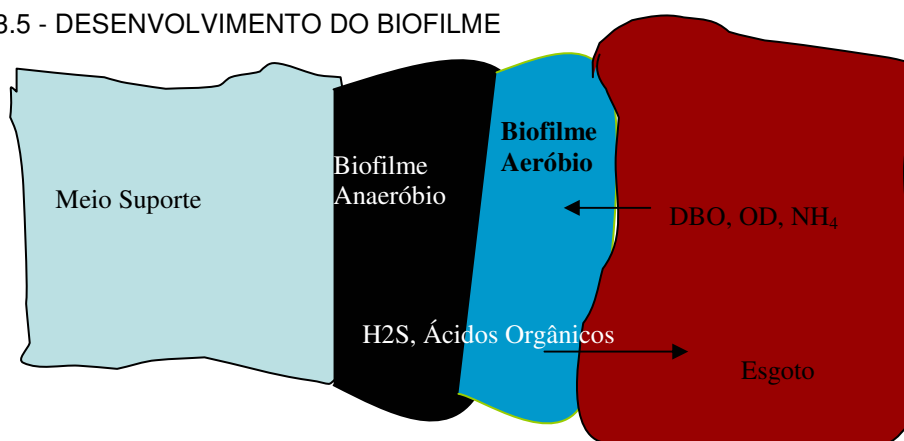 3.5 - DESENVOLVIMENTO DO BIOFILME
Biofilme
Aeróbio
Biofilme
Anaeróbio
Meio Suporte
DBO, OD, NH₄
H2S, Ácidos Orgânicos
Esgoto